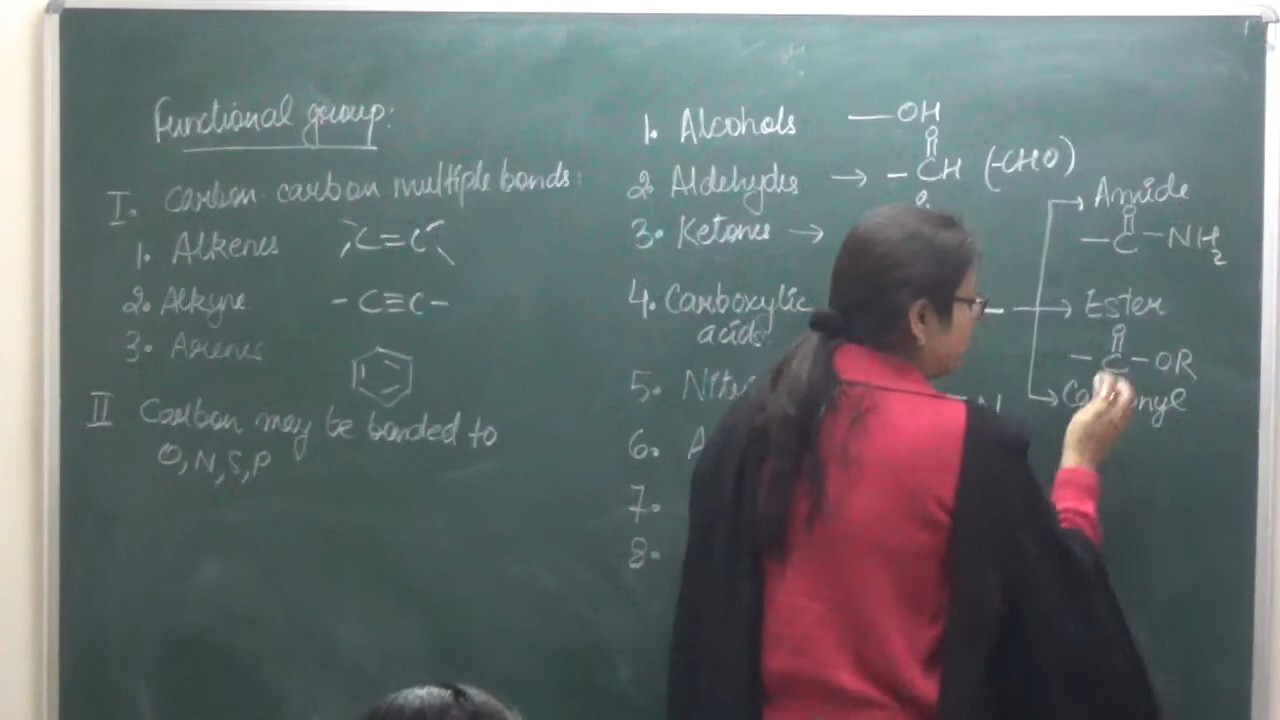 Functional group:
I. Carbon-carbon multiple bonds:
1. Alkenes >C=C<
2. Alkyne -C≡C-
3. Arenes
II Carbon may be bonded to
O, N, S, P
1. Alcohols —OH
2. Aldehydes → -CH (-CHO)
O
3. Ketones →
4. Carboxylic
acids
5.
6.
7.
8.
Amide
O
-C-NH2
Ester
O
-C-OR